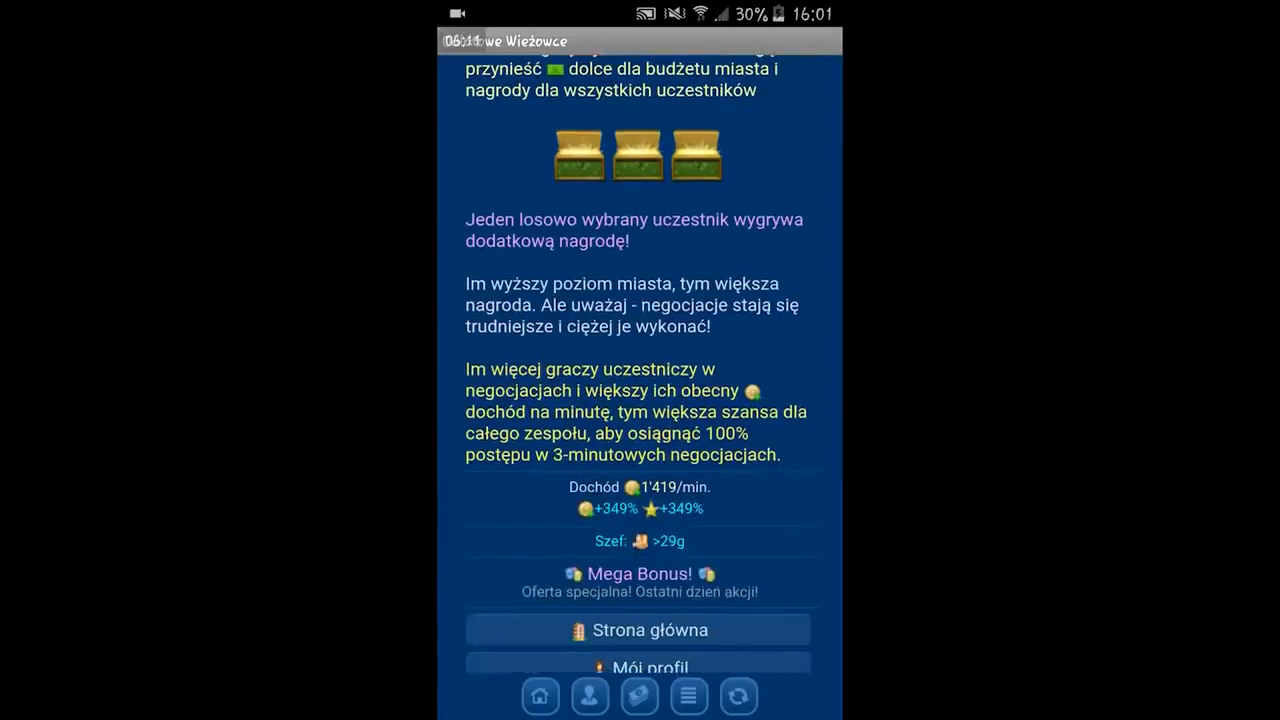 30% 16:01
06:11 we Wieżowce
przynieść dolce dla budżetu miasta i
nagrody dla wszystkich uczestników
Jeden losowo wybrany uczestnik wygrywa
dodatkową nagrodę!
Im wyższy poziom miasta, tym większa
nagroda. Ale uważaj - negocjacje stają się
trudniejsze i ciężej je wykonać!
Im więcej graczy uczestniczy w
negocjacjach i większy ich obecny
dochód na minutę, tym większa szansa dla
całego zespołu, aby osiągnąć 100%
postępu w 3-minutowych negocjacjach.
Dochód 1'419/min.
+349% +349%
Szef: >29g
Mega Bonus!
Oferta specjalna! Ostatni dzień akcji!
Strona główna
Mój profil